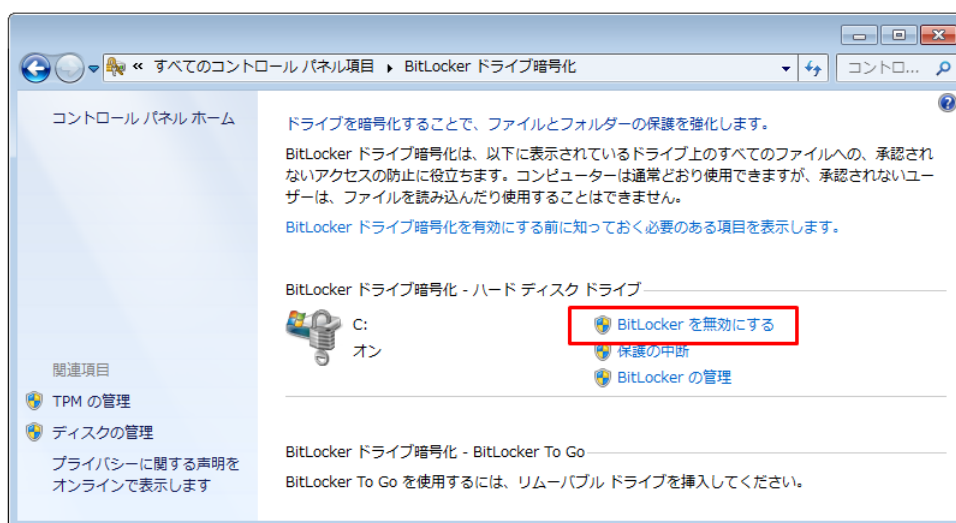 « すべてのコントロール パネル項目 ▸ BitLocker ドライブ暗号化
コントロ...
コントロール パネル ホーム
ドライブを暗号化することで、ファイルとフォルダーの保護を強化します。
BitLocker ドライブ暗号化は、以下に表示されているドライブ上のすべてのファイルへの、承認され
ないアクセスの防止に役立ちます。コンピューターは通常どおり使用できますが、承認されないユー
ザーは、ファイルを読み込んだり使用することはできません。
BitLocker ドライブ暗号化を有効にする前に知っておく必要のある項目を表示します。
BitLocker ドライブ暗号化 - ハード ディスク ドライブ
C:
オン
BitLocker を無効にする
保護の中断
BitLocker の管理
関連項目
TPM の管理
ディスクの管理
プライバシーに関する声明を
オンラインで表示します
BitLocker ドライブ暗号化 - BitLocker To Go
BitLocker To Go を使用するには、リムーバブル ドライブを挿入してください。